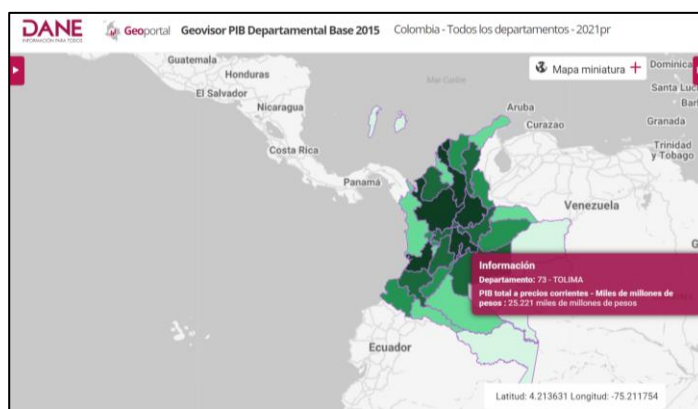 DANE
INFORMACIÓN PARA TODOS
Geoportal
Geovisor PIB Departamental Base 2015
Colombia - Todos los departamentos - 2021pr
Mapa miniatura +
Mar Caribe
Guatemala
Honduras
El Salvador
Nicaragua
Costa Rica
Panamá
Aruba
Curazao
Dominica
Santa Luc
Bar
Granada
Trinidad
y Tobago
Venezuela
Ecuador
Información
Departamento: 73 - TOLIMA
PIB total a precios corrientes - Miles de millones de
pesos : 25.221 miles de millones de pesos
Latitud: 4.213631 Longitud: -75.211754